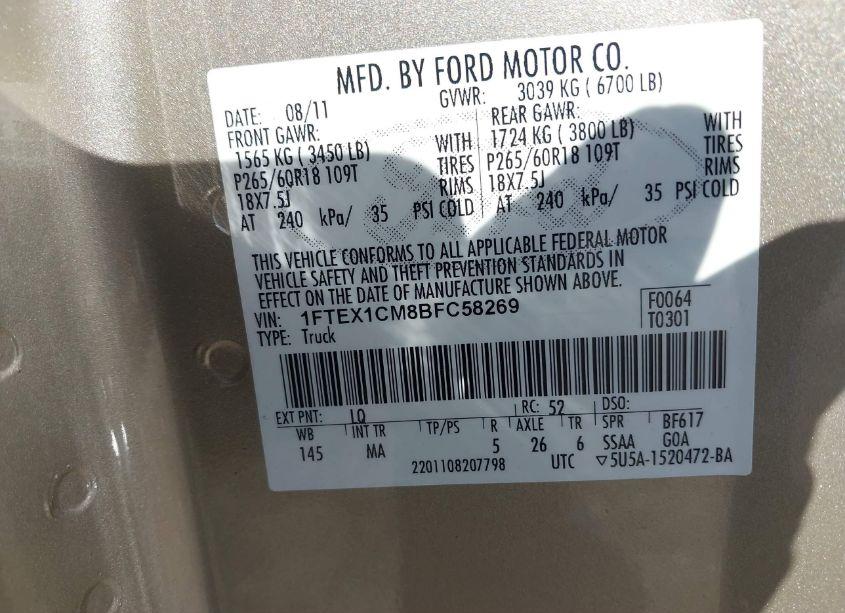 MFD. BY FORD MOTOR CO.
DATE: 08/11 GVWR: 3039 KG ( 6700 LB)
FRONT GAWR: REAR GAWR:
1565 KG ( 3450 LB) WITH 1724 KG ( 3800 LB) WITH
P265/60R18 109T TIRES P265/60R18 109T TIRES
18X7.5J RIMS 18X7.5J RIMS
AT 240 kPa/ 35 PSI COLD AT 240 kPa/ 35 PSI COLD
THIS VEHICLE CONFORMS TO ALL APPLICABLE FEDERAL MOTOR
VEHICLE SAFETY AND THEFT PREVENTION STANDARDS IN
EFFECT ON THE DATE OF MANUFACTURE SHOWN ABOVE.
VIN: 1FTEX1CM8BFC58269 F0064
TYPE: Truck T0301
EXT PNT: LQ RC: 52 DSO:
WB INT TR TP/PS R AXLE TR SPR BF617
145 MA 5 26 6 SSAA GOA
2201108207798 UTC ▽5U5A-1520472-BA